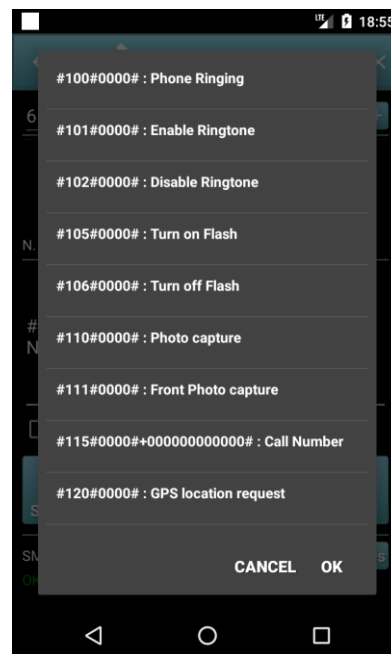 LTE 18:55
#100#0000# : Phone Ringing
6
#101#0000# : Enable Ringtone
#102#0000# : Disable Ringtone
N.
#105#0000# : Turn on Flash
#106#0000# : Turn off Flash
#
N
#110#0000# : Photo capture
#111#0000# : Front Photo capture
#115#0000#+000000000000# : Call Number
#120#0000# : GPS location request
S
CANCEL OK